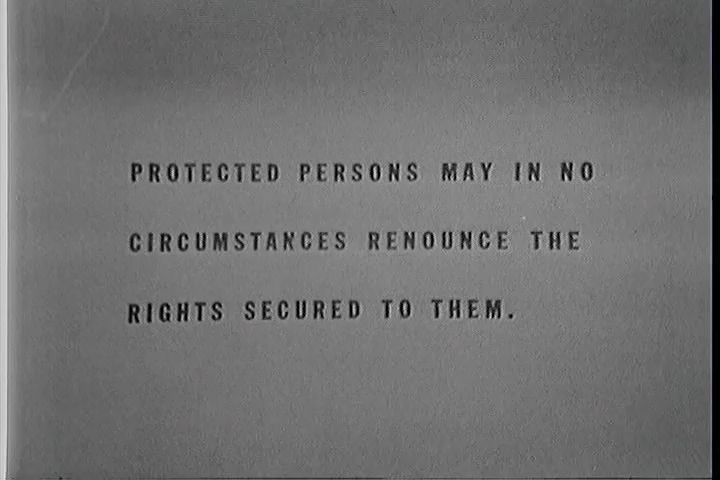 PROTECTED PERSONS MAY IN NO
CIRCUMSTANCES RENOUNCE THE
RIGHTS SECURED TO THEM.